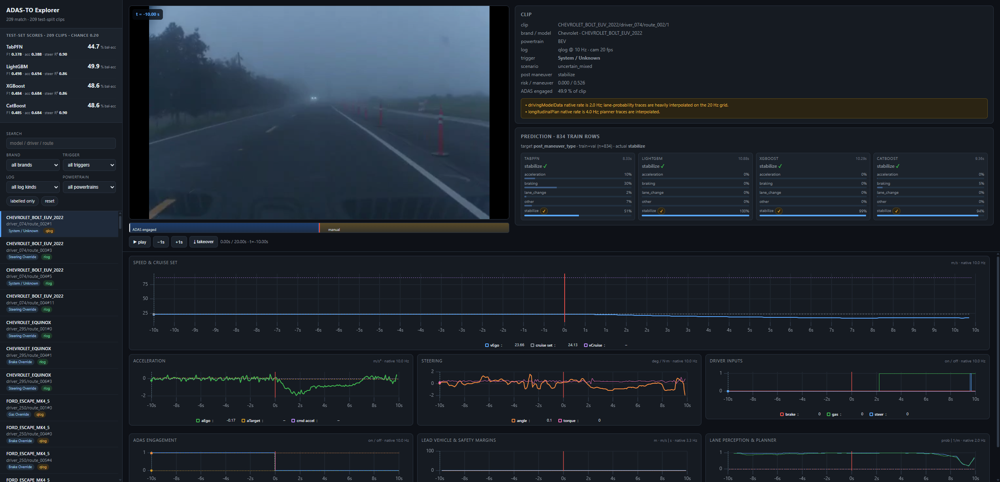 ADAS-TO Explorer
209 match · 209 test-split clips
TEST-SET SCORES · 209 CLIPS · CHANCE 0.20
TabPFN 44.7 % bal-acc
F1 0.378 · acc 0.388 · steer R² 0.90
LightGBM 49.9 % bal-acc
F1 0.498 · acc 0.694 · steer R² 0.86
XGBoost 48.6 % bal-acc
F1 0.484 · acc 0.684 · steer R² 0.86
CatBoost 48.6 % bal-acc
F1 0.485 · acc 0.684 · steer R² 0.90
SEARCH
model / driver / route
BRAND TRIGGER
all brands all triggers
LOG POWERTRAIN
all log kinds all powertrains
labelled only reset
CHEVROLET_BOLT_EUV_2022
driver_074/route_002#1
System / Unknown qlog
CHEVROLET_BOLT_EUV_2022
driver_074/route_003#3
Steering Override rlog
CHEVROLET_BOLT_EUV_2022
driver_074/route_004#5
System / Unknown rlog
CHEVROLET_BOLT_EUV_2022
driver_074/route_004#11
Steering Override rlog
CHEVROLET_EQUINOX
driver_295/route_001#0
Steering Override rlog
CHEVROLET_EQUINOX
driver_295/route_004#1
Brake Override rlog
CHEVROLET_EQUINOX
driver_295/route_006#3
Steering Override rlog
FORD_ESCAPE_MK4_5
driver_250/route_001#0
Gas Override qlog
FORD_ESCAPE_MK4_5
driver_250/route_004#0
Brake Override qlog
FORD_ESCAPE_MK4_5
driver_250/route_005#4
Brake Override qlog
FORD_ESCAPE_MK4_5
t = -10.00 s
ADAS engaged manual
▶ play −1s +1s ⤓ takeover 0.00s / 20.00s · t=-10.00s
CLIP
clip CHEVROLET_BOLT_EUV_2022/driver_074/route_002/1
brand / model Chevrolet · CHEVROLET_BOLT_EUV_2022
powertrain BEV
log qlog @ 10 Hz · cam 20 fps
trigger System / Unknown
scenario uncertain_mixed
post maneuver stabilize
risk / maneuver 0.000 / 0.526
ADAS engaged 49.9 % of clip
• drivingModelData native rate is 2.0 Hz; lane-probability traces are heavily interpolated on the 20 Hz grid.
• longitudinalPlan native rate is 4.0 Hz; planner traces are interpolated.
PREDICTION · 834 TRAIN ROWS
target post_maneuver_type · train+val (n=834) · actual stabilize
TABPFN 8.33s
stabilize ✓
acceleration 10%
braking 30%
lane_change 2%
other 7%
stabilize ✓ 51%
LIGHTGBM 10.88s
stabilize ✓
acceleration 0%
braking 0%
lane_change 0%
other 0%
stabilize ✓ 100%
XGBOOST 10.29s
stabilize ✓
acceleration 0%
braking 0%
lane_change 0%
other 0%
stabilize ✓ 99%
CATBOOST 9.36s
stabilize ✓
acceleration 0%
braking 5%
lane_change 0%
other 0%
stabilize ✓ 94%
SPEED & CRUISE SET m/s · native 10.0 Hz
75
50
25
-10s -10s -9s -9s -8s -8s -7s -7s -6s -6s -5s -5s -4s -4s -3s -3s -2s -2s -1s -1s 0s 1s 1s 2s 2s 3s 3s 4s 4s 5s 5s 6s 6s 7s 7s 8s 8s 9s 9s 10s 10s
vEgo : 23.66 cruise set : 24.13 vCruise : –
ACCELERATION m/s² · native 10.0 Hz
0
-2
-10s -8s -6s -4s -2s 0s 2s 4s 6s 8s 10s
aEgo : -0.17 aTarget : – cmd accel : –
STEERING deg / N·m · native 10.0 Hz
2
0
-2
-10s -8s -6s -4s -2s 0s 2s 4s 6s 8s 10s
angle : 0.1 torque : 0
DRIVER INPUTS on / off · native 10.0 Hz
1
0
-10s -8s -6s -4s -2s 0s 2s 4s 6s 8s 10s
brake : 0 gas : 0 steer : 0
ADAS ENGAGEMENT on / off · native 10.0 Hz
1
0
-10s -8s -6s -4s -2s 0s 2s 4s 6s 8s 10s
LEAD VEHICLE & SAFETY MARGINS m · m/s | s · native 3.3 Hz
100
0
-10s -8s -6s -4s -2s 0s 2s 4s 6s 8s 10s
LANE PERCEPTION & PLANNER prob | 1/m · native 2.0 Hz
1
0
-10s -8s -6s -4s -2s 0s 2s 4s 6s 8s 10s